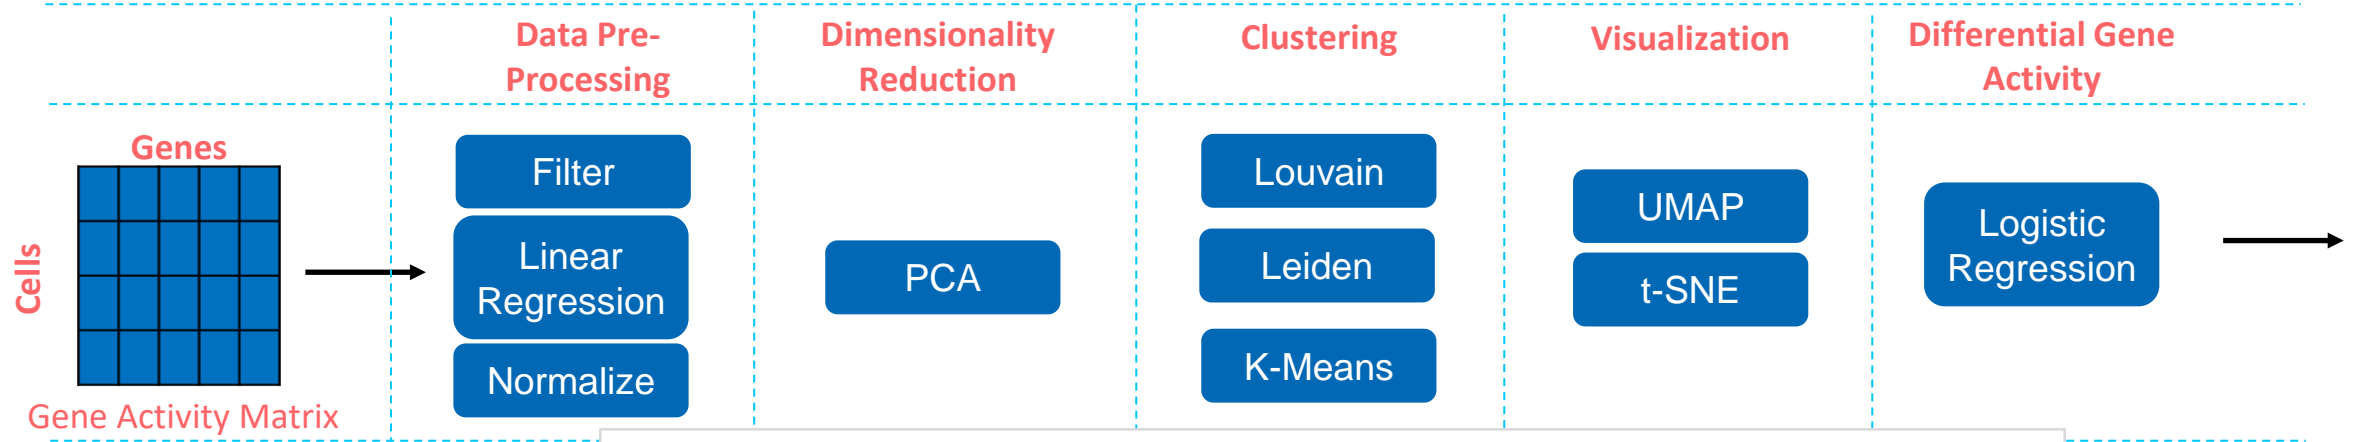 Data Pre-
Processing
Dimensionality
Reduction
Clustering
Visualization
Differential Gene
Activity
Genes
Cells
Gene Activity Matrix
Filter
Linear
Regression
Normalize
PCA
Louvain
Leiden
K-Means
UMAP
t-SNE
Logistic
Regression